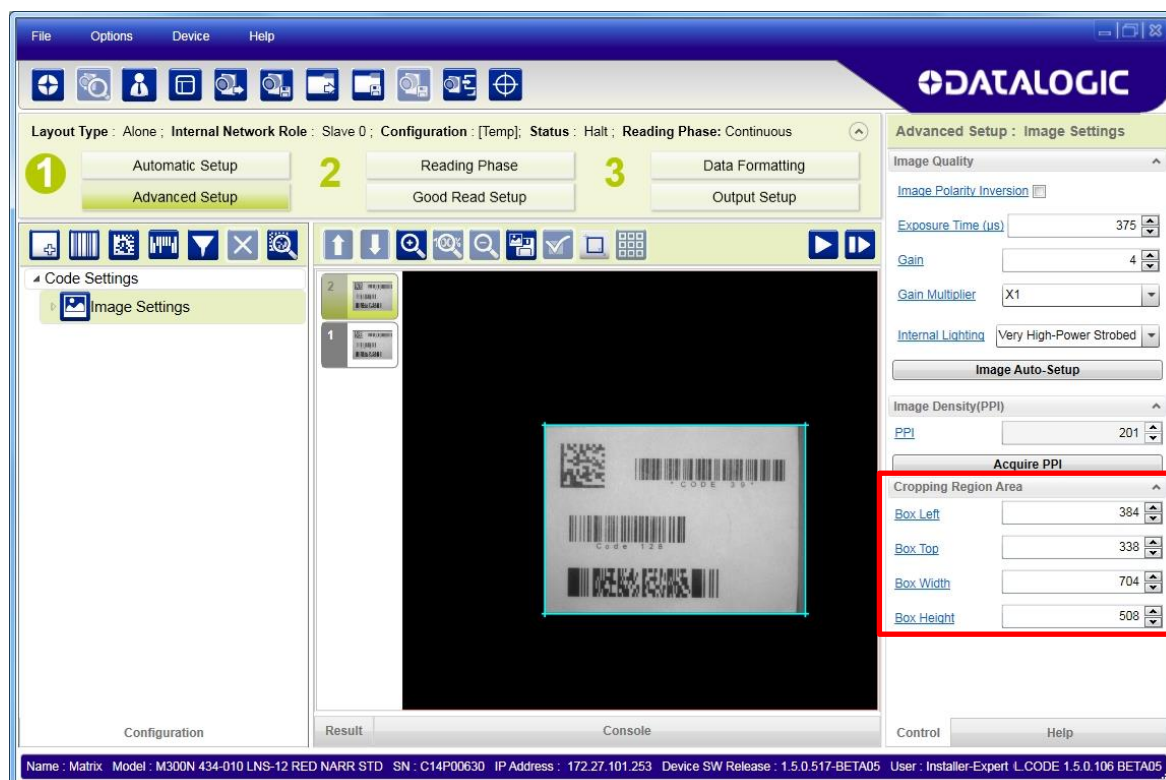 File Options Device Help
DATALOGIC
Layout Type : Alone ; Internal Network Role : Slave 0 ; Configuration : [Temp]; Status : Halt ; Reading Phase: Continuous
1 Automatic Setup 2 Reading Phase 3 Data Formatting
Advanced Setup Good Read Setup Output Setup
Code Settings
Image Settings
100%
2
1
*CODE 39*
Code 128
Configuration
Result Console
Advanced Setup : Image Settings
Image Quality
Image Polarity Inversion
Exposure Time (µs) 375
Gain 4
Gain Multiplier X1
Internal Lighting Very High-Power Strobed
Image Auto-Setup
Image Density(PPI)
PPI 201
Acquire PPI
Cropping Region Area
Box Left 384
Box Top 338
Box Width 704
Box Height 508
Control Help
Name : Matrix Model : M300N 434-010 LNS-12 RED NARR STD SN : C14P00630 IP Address : 172.27.101.253 Device SW Release : 1.5.0.517-BETA05 User : Installer-Expert L.CODE 1.5.0.106 BETA05